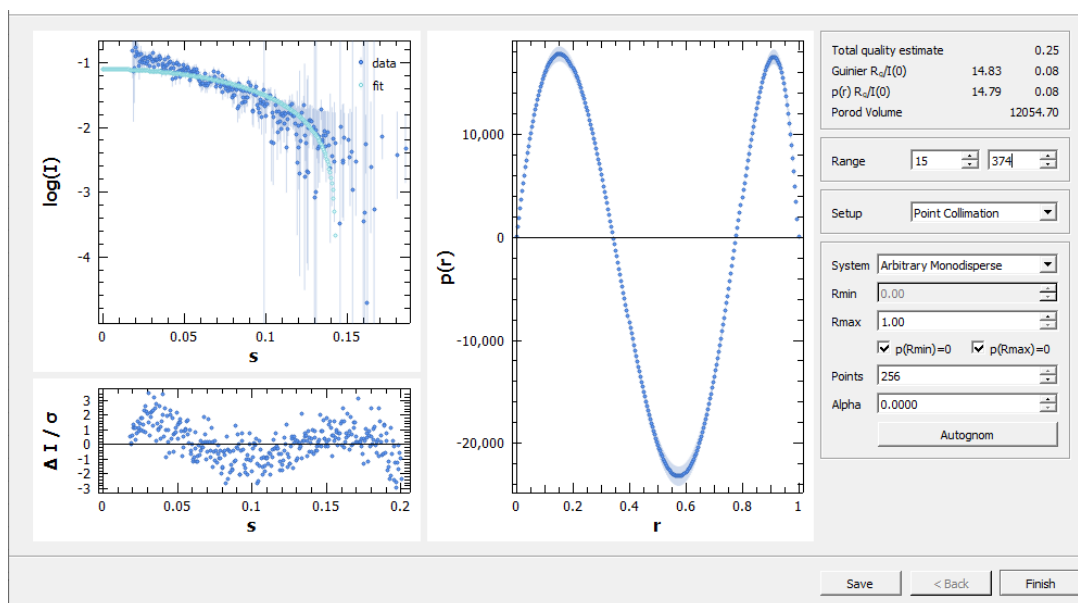 -1
-2
-3
-4
log(I)
data
fit
0 0.05 0.1 0.15
s
3
2
1
0
-1
-2
-3
Δ I / σ
0 0.05 0.1 0.15 0.2
s
10,000
0
-10,000
-20,000
p(r)
0 0.2 0.4 0.6 0.8 1
r
Total quality estimate 0.25
Guinier Rg/I(0) 14.83 0.08
p(r) Rg/I(0) 14.79 0.08
Porod Volume 12054.70
Range 15 374
Setup Point Collimation
System Arbitrary Monodisperse
Rmin 0.00
Rmax 1.00
p(Rmin)=0 p(Rmax)=0
Points 256
Alpha 0.0000
Autognom
Save < Back Finish